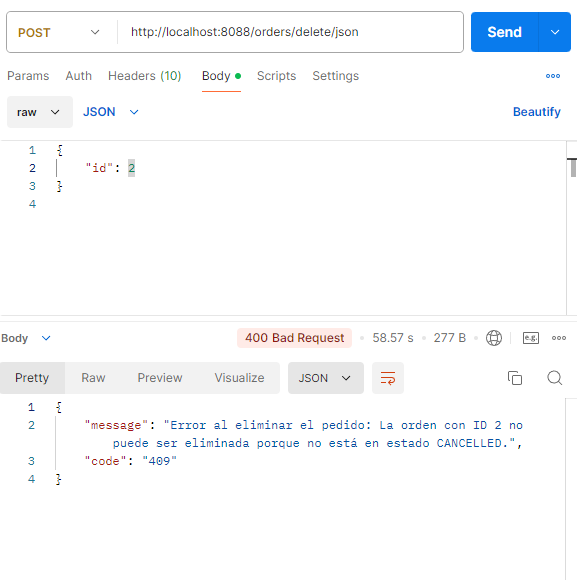 POST http://localhost:8088/orders/delete/json Send
Params Auth Headers (10) Body Scripts Settings
raw JSON Beautify
1 {
2 "id": 2
3 }
4
Body 400 Bad Request 58.57 s 277 B e.g.
Pretty Raw Preview Visualize JSON
1 {
2 "message": "Error al eliminar el pedido: La orden con ID 2 no
puede ser eliminada porque no está en estado CANCELLED.",
3 "code": "409"
4 }